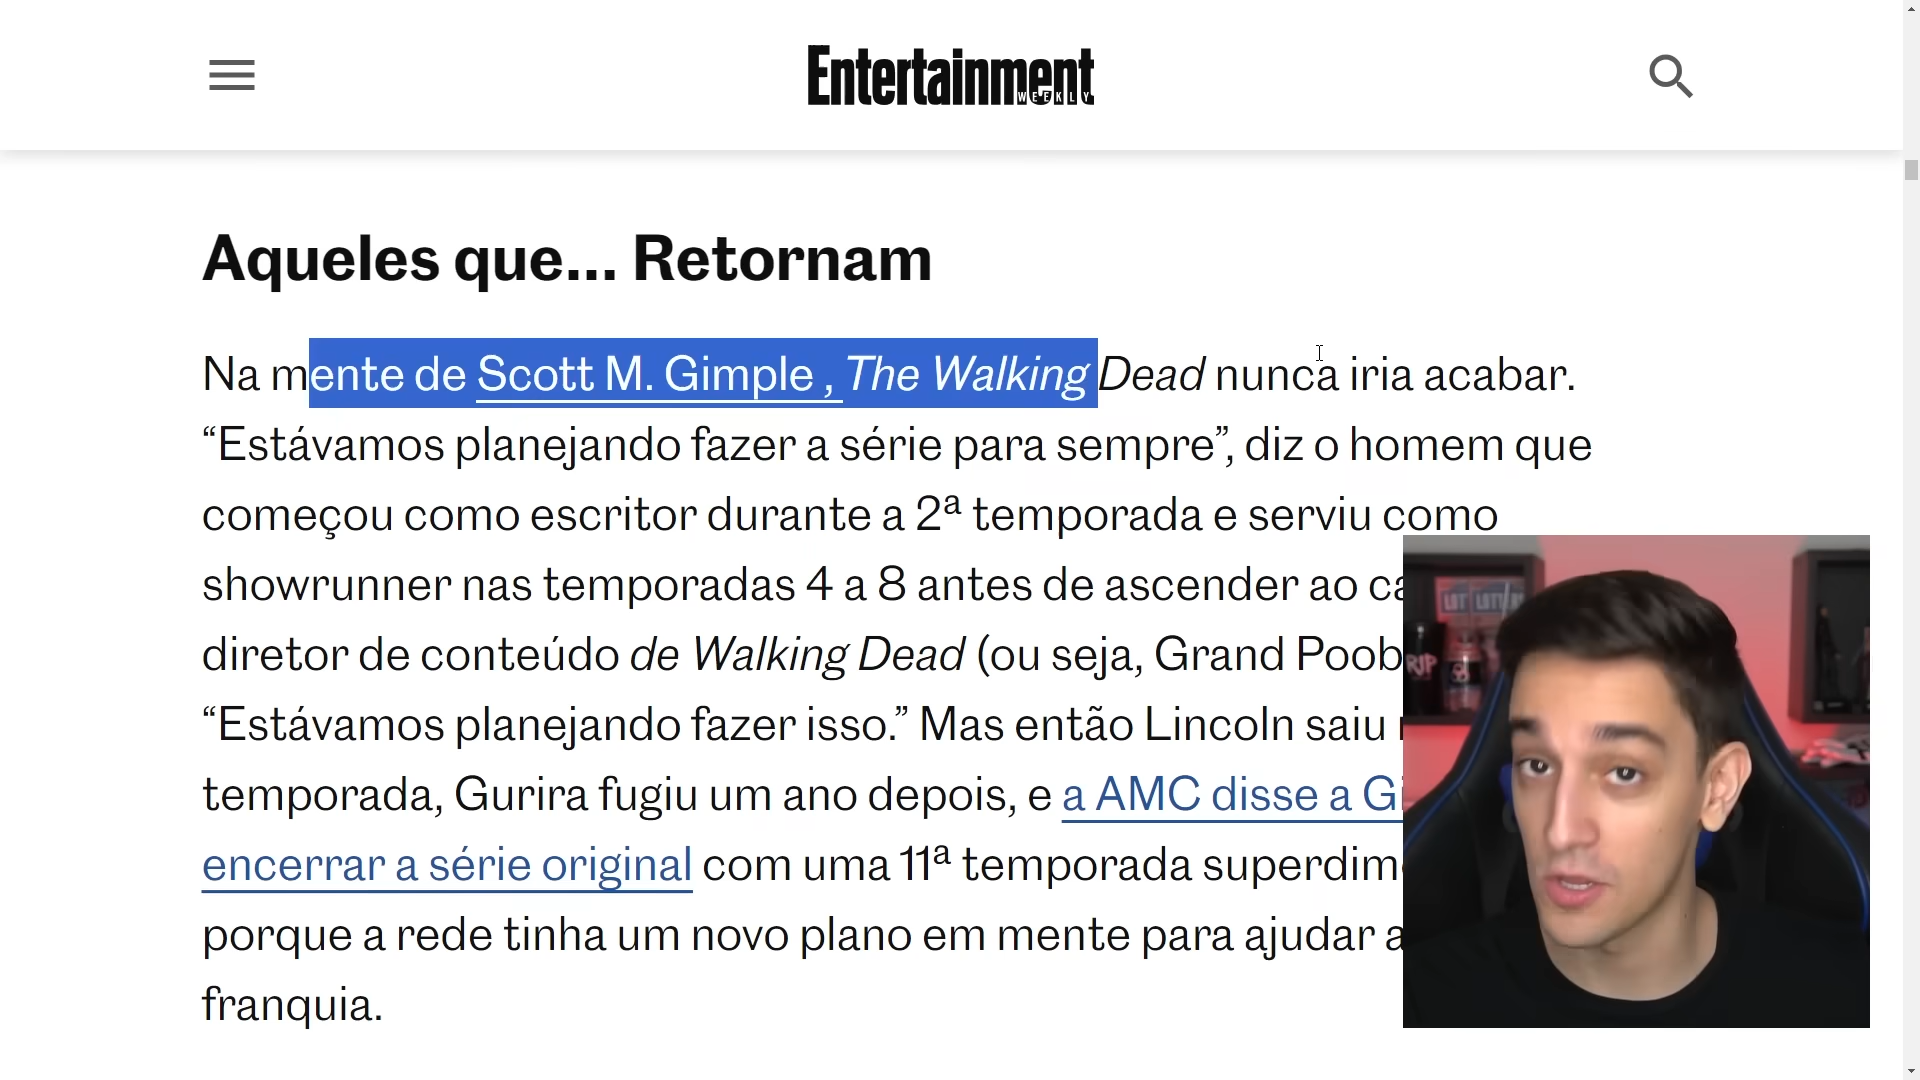 Entertainment
WEEKLY
Aqueles que... Retornam
Na mente de Scott M. Gimple , The Walking Dead nunca iria acabar.
“Estávamos planejando fazer a série para sempre”, diz o homem que
começou como escritor durante a 2ª temporada e serviu como
showrunner nas temporadas 4 a 8 antes de ascender ao
diretor de conteúdo de Walking Dead (ou seja, Grand
“Estávamos planejando fazer isso.” Mas então Lincoln saiu
temporada, Gurira fugiu um ano depois, e a AMC disse a
encerrar a série original com uma 11ª temporada
porque a rede tinha um novo plano em mente para ajudar a
franquia.
RIP